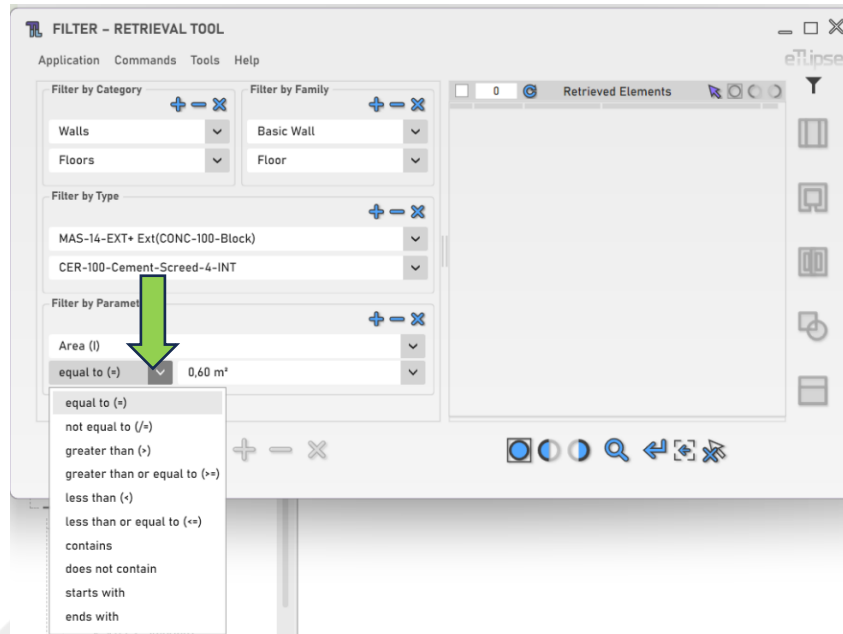 FILTER – RETRIEVAL TOOL
Application Commands Tools Help
eTLipse
Filter by Category
Filter by Family
0 Retrieved Elements
Walls
Basic Wall
Floors
Floor
Filter by Type
MAS-14-EXT+ Ext(CONC-100-Block)
CER-100-Cement-Screed-4-INT
Filter by Paramet
Area (I)
equal to (=) 0,60 m²
equal to (=)
not equal to (/=)
greater than (>)
greater than or equal to (>=)
less than (<)
less than or equal to (<=)
contains
does not contain
starts with
ends with